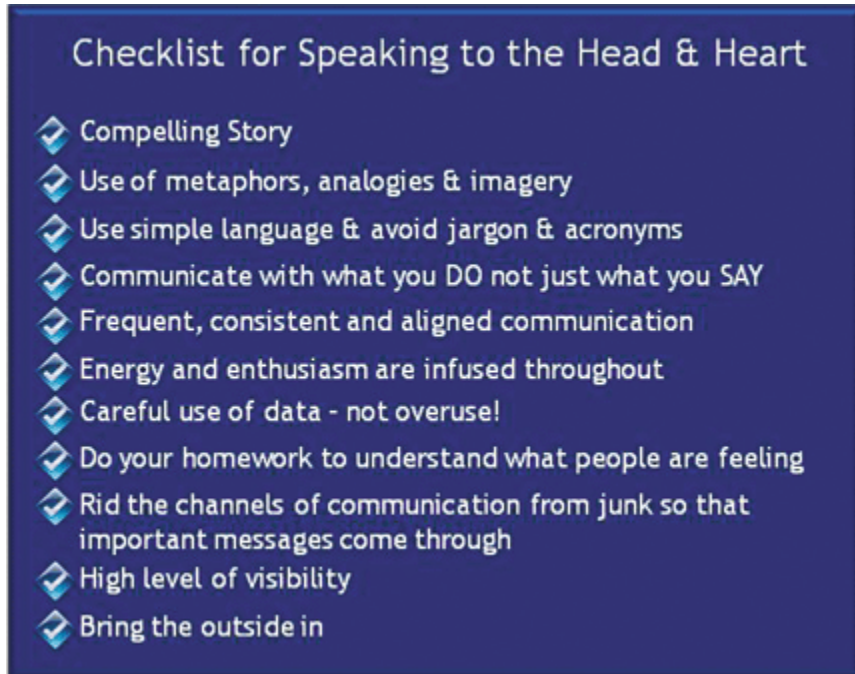 Checklist for Speaking to the Head & Heart
Compelling Story
Use of metaphors, analogies & imagery
Use simple language & avoid jargon & acronyms
Communicate with what you DO not just what you SAY
Frequent, consistent and aligned communication
Energy and enthusiasm are infused throughout
Careful use of data - not overuse!
Do your homework to understand what people are feeling
Rid the channels of communication from junk so that
important messages come through
High level of visibility
Bring the outside in